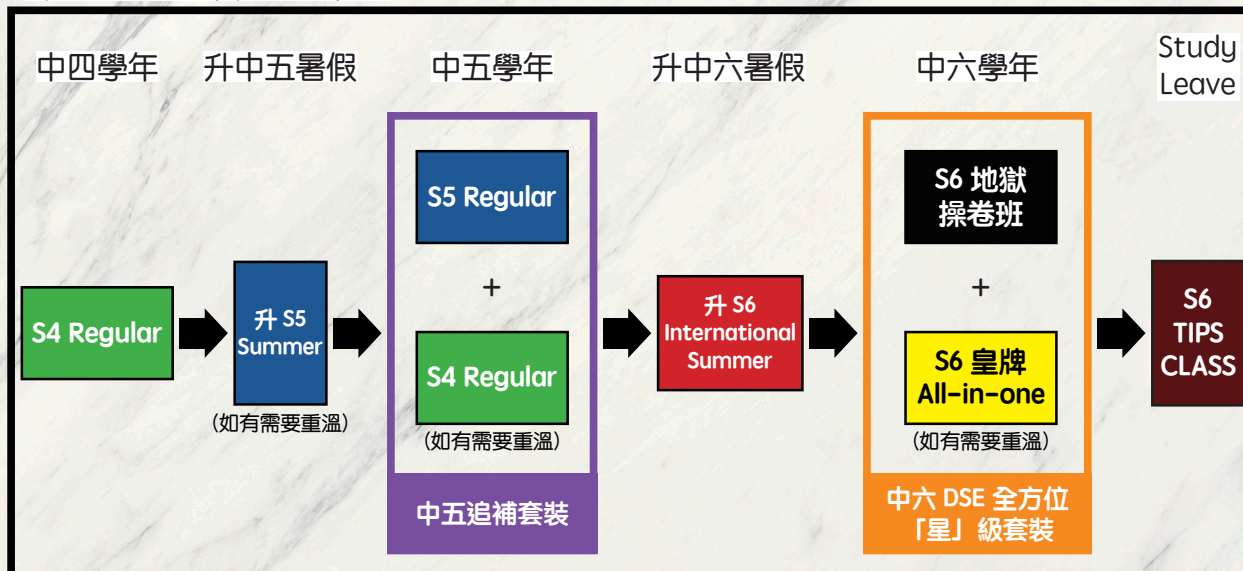 中四學年
升中五暑假
中五學年
升中六暑假
中六學年
Study
Leave
S4 Regular
升 S5
Summer
(如有需要重溫)
S5 Regular
+
S4 Regular
(如有需要重溫)
中五追補套裝
升 S6
International
Summer
S6 地獄
操卷班
+
S6 皇牌
All-in-one
(如有需要重溫)
中六 DSE 全方位
「星」級套裝
S6
TIPS
CLASS